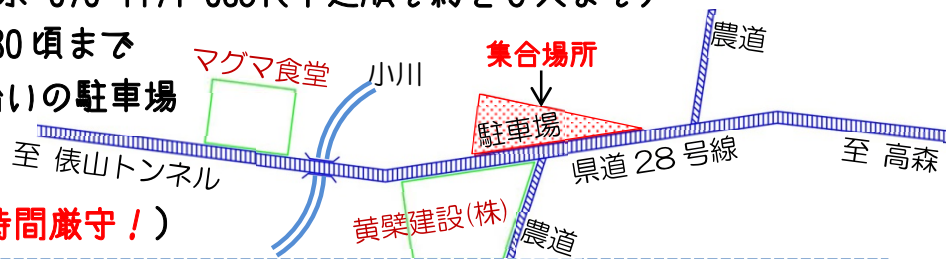 30頃まで
沿いの駐車場
時間厳守！）
マグマ食堂
小川
集合場所
駐車場
農道
至 俵山トンネル
県道28号線
至 高森
黄檗建設(株)
農道